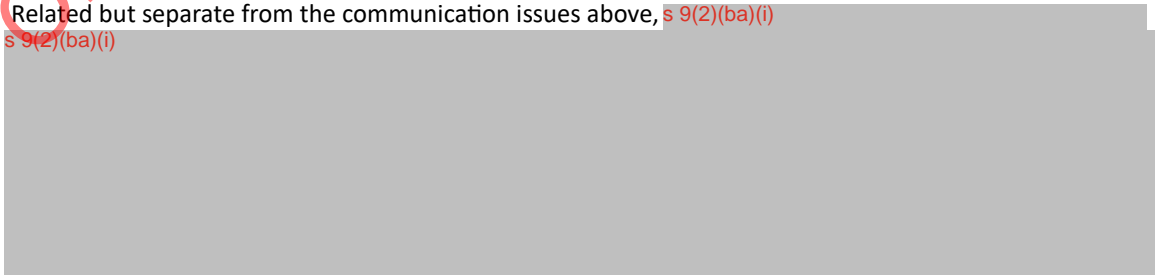 Related but separate from the communication issues above, s 9(2)(ba)(i)
s 9(2)(ba)(i)